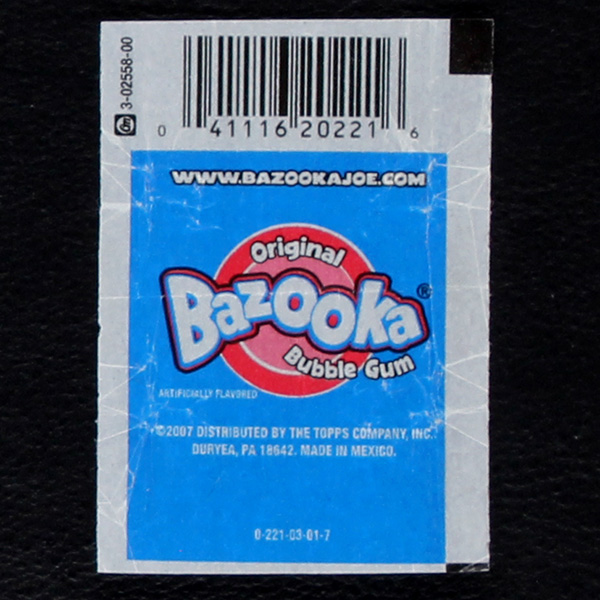 3-02558-00
0 41116 20221 6
WWW.BAZOOKAJOE.COM
Original
Bazooka®
Bubble Gum
ARTIFICIALLY FLAVORED
©2007 DISTRIBUTED BY THE TOPPS COMPANY, INC.
DURYEA, PA 18642. MADE IN MEXICO.
0-221-03-01-7